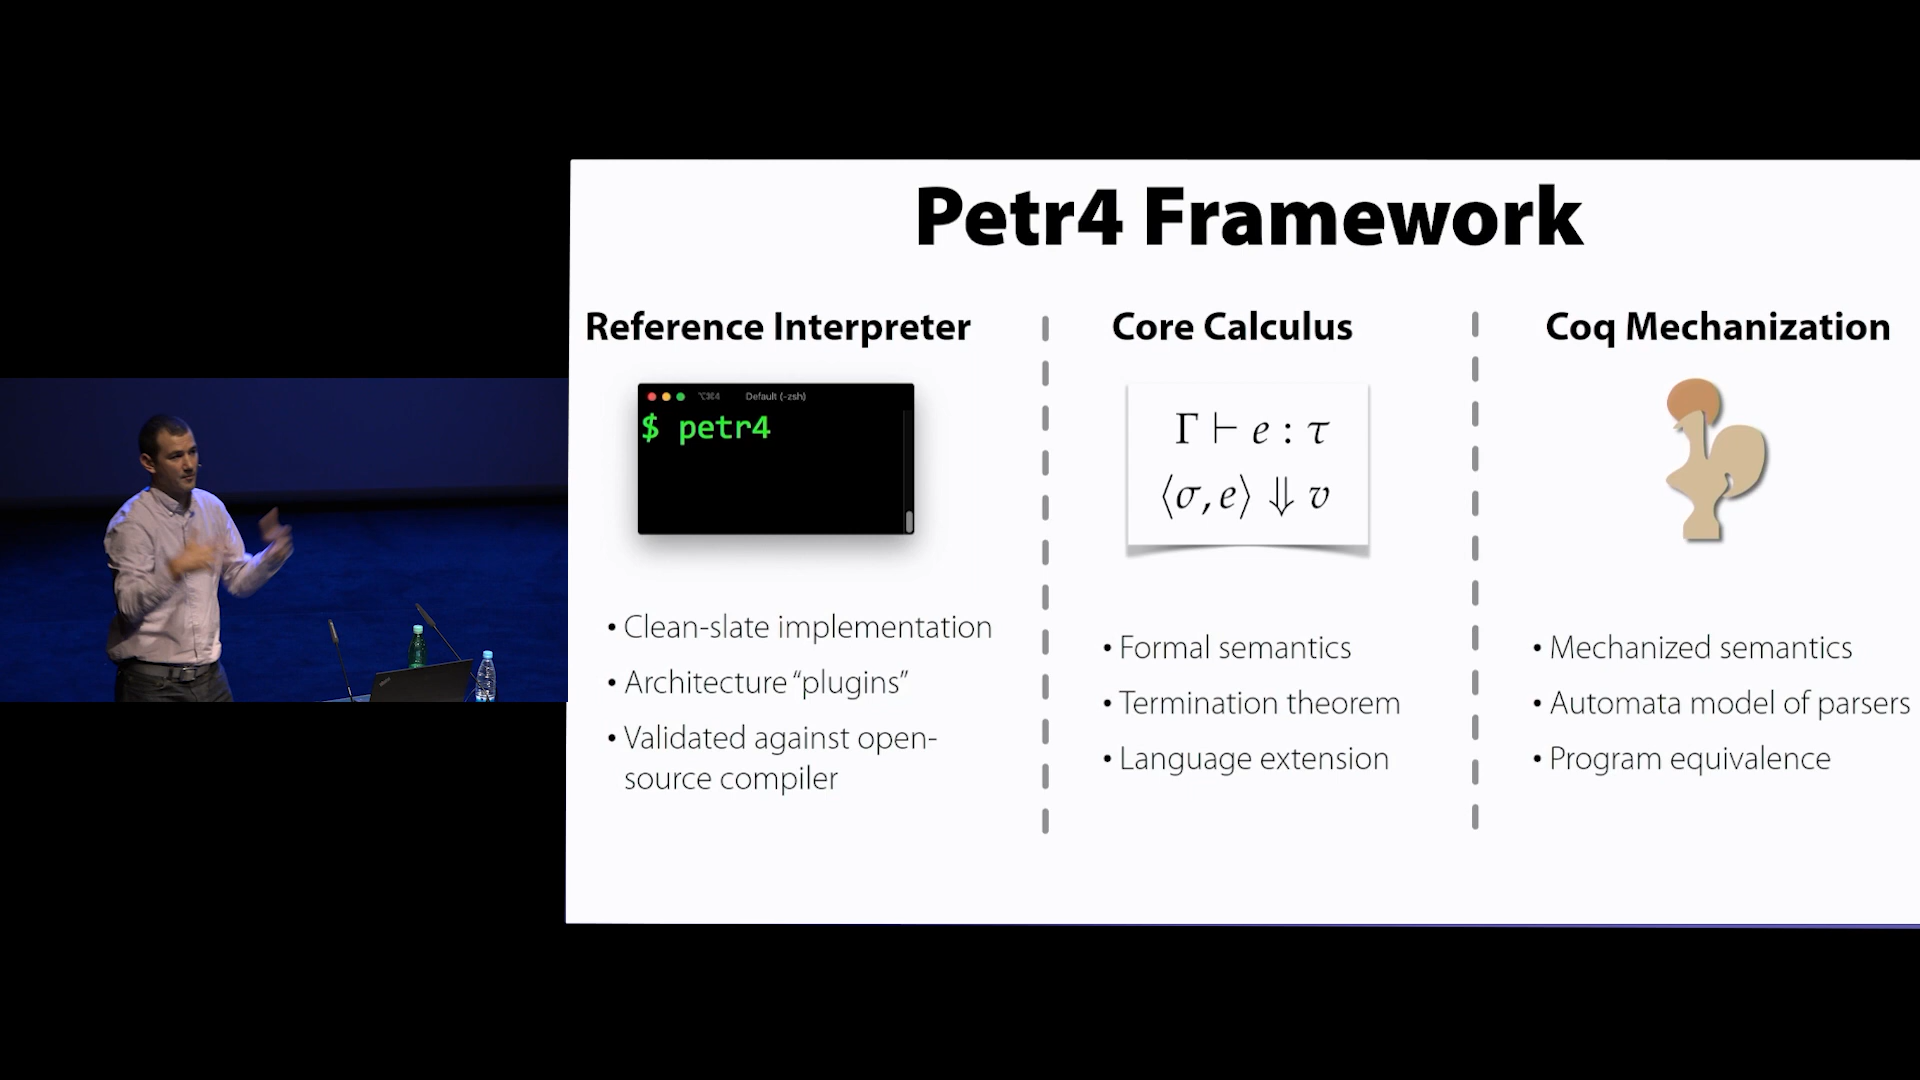 Petr4 Framework
Reference Interpreter
⌥⌘4 Default (-zsh)
$ petr4
• Clean-slate implementation
• Architecture “plugins”
• Validated against open-
source compiler
Core Calculus
Γ ⊢ e : τ
⟨σ, e⟩ ⇓ v
• Formal semantics
• Termination theorem
• Language extension
Coq Mechanization
• Mechanized semantics
• Automata model of parsers
• Program equivalence